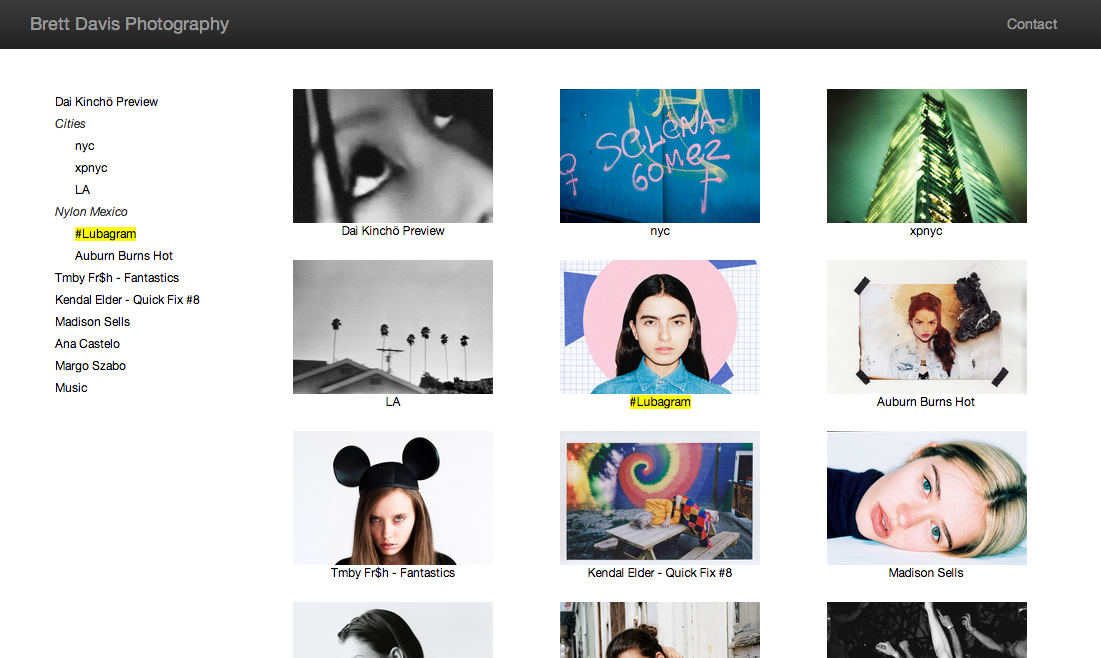 Brett Davis Photography
Contact
Dai Kinchō Preview
Cities
nyc
xpnyc
LA
Nylon Mexico
#Lubagram
Auburn Burns Hot
Tmby Fr$h - Fantastics
Kendal Elder - Quick Fix #8
Madison Sells
Ana Castelo
Margo Szabo
Music
SELENA
GOMEZ
Dai Kinchō Preview
nyc
xpnyc
LA
#Lubagram
Auburn Burns Hot
Tmby Fr$h - Fantastics
Kendal Elder - Quick Fix #8
Madison Sells